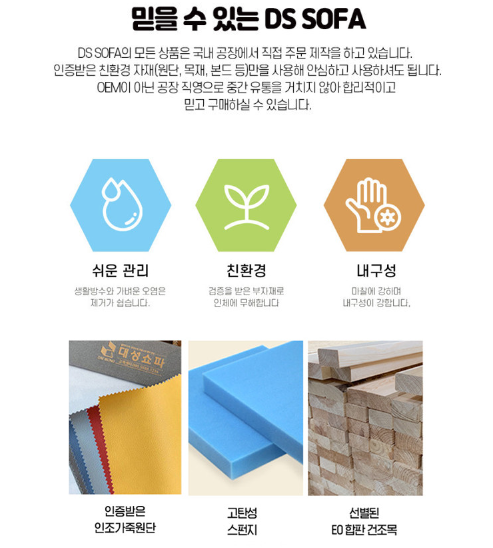 믿을 수 있는 DS SOFA
DS SOFA의 모든 상품은 국내 공장에서 직접 주문 제작을 하고 있습니다.
인증받은 친환경 자재(원단, 목재, 본드 등)만을 사용해 안심하고 사용하셔도 됩니다.
OEM이 아닌 공장 직영으로 중간 유통을 거치지 않아 합리적이고
믿고 구매하실 수 있습니다.
쉬운 관리
친환경
내구성
생활방수와 가벼운 오염은
제거가 쉽습니다.
검증을 받은 부자재로
인체에 무해합니다
마찰에 강하며
내구성이 강합니다.
대성쇼파
인증받은
인조가죽원단
고탄성
스펀지
선별된
E0 합판 건조목